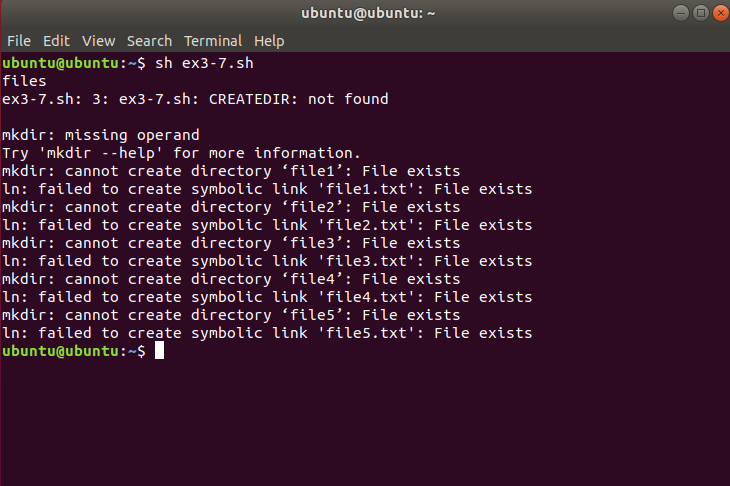 ubuntu@ubuntu: ~
File Edit View Search Terminal Help
ubuntu@ubuntu:~$ sh ex3-7.sh
files
ex3-7.sh: 3: ex3-7.sh: CREATEDIR: not found
mkdir: missing operand
Try 'mkdir --help' for more information.
mkdir: cannot create directory ‘file1’: File exists
ln: failed to create symbolic link 'file1.txt': File exists
mkdir: cannot create directory ‘file2’: File exists
ln: failed to create symbolic link 'file2.txt': File exists
mkdir: cannot create directory ‘file3’: File exists
ln: failed to create symbolic link 'file3.txt': File exists
mkdir: cannot create directory ‘file4’: File exists
ln: failed to create symbolic link 'file4.txt': File exists
mkdir: cannot create directory ‘file5’: File exists
ln: failed to create symbolic link 'file5.txt': File exists
ubuntu@ubuntu:~$